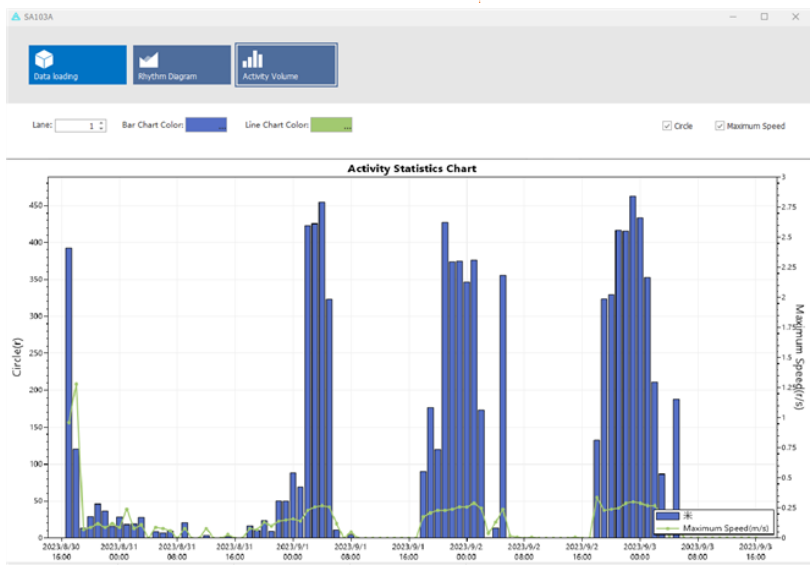 SA103A
Data loading
Rhythm Diagram
Activity Volume
Lane: 1
Bar Chart Color: ...
Line Chart Color: ...
Circle
Maximum Speed
Activity Statistics Chart
Circle(r)
450
400
350
300
250
200
150
100
50
0
Maximum Speed(r/s)
3
2.75
2.5
2.25
2
1.75
1.5
1.25
1
0.75
0.5
0.25
0
2023/8/30 16:00
2023/8/31 00:00
2023/8/31 08:00
2023/8/31 16:00
2023/9/1 00:00
2023/9/1 08:00
2023/9/1 16:00
2023/9/2 00:00
2023/9/2 08:00
2023/9/2 16:00
2023/9/3 00:00
2023/9/3 08:00
2023/9/3 16:00
Maximum Speed(m/s)